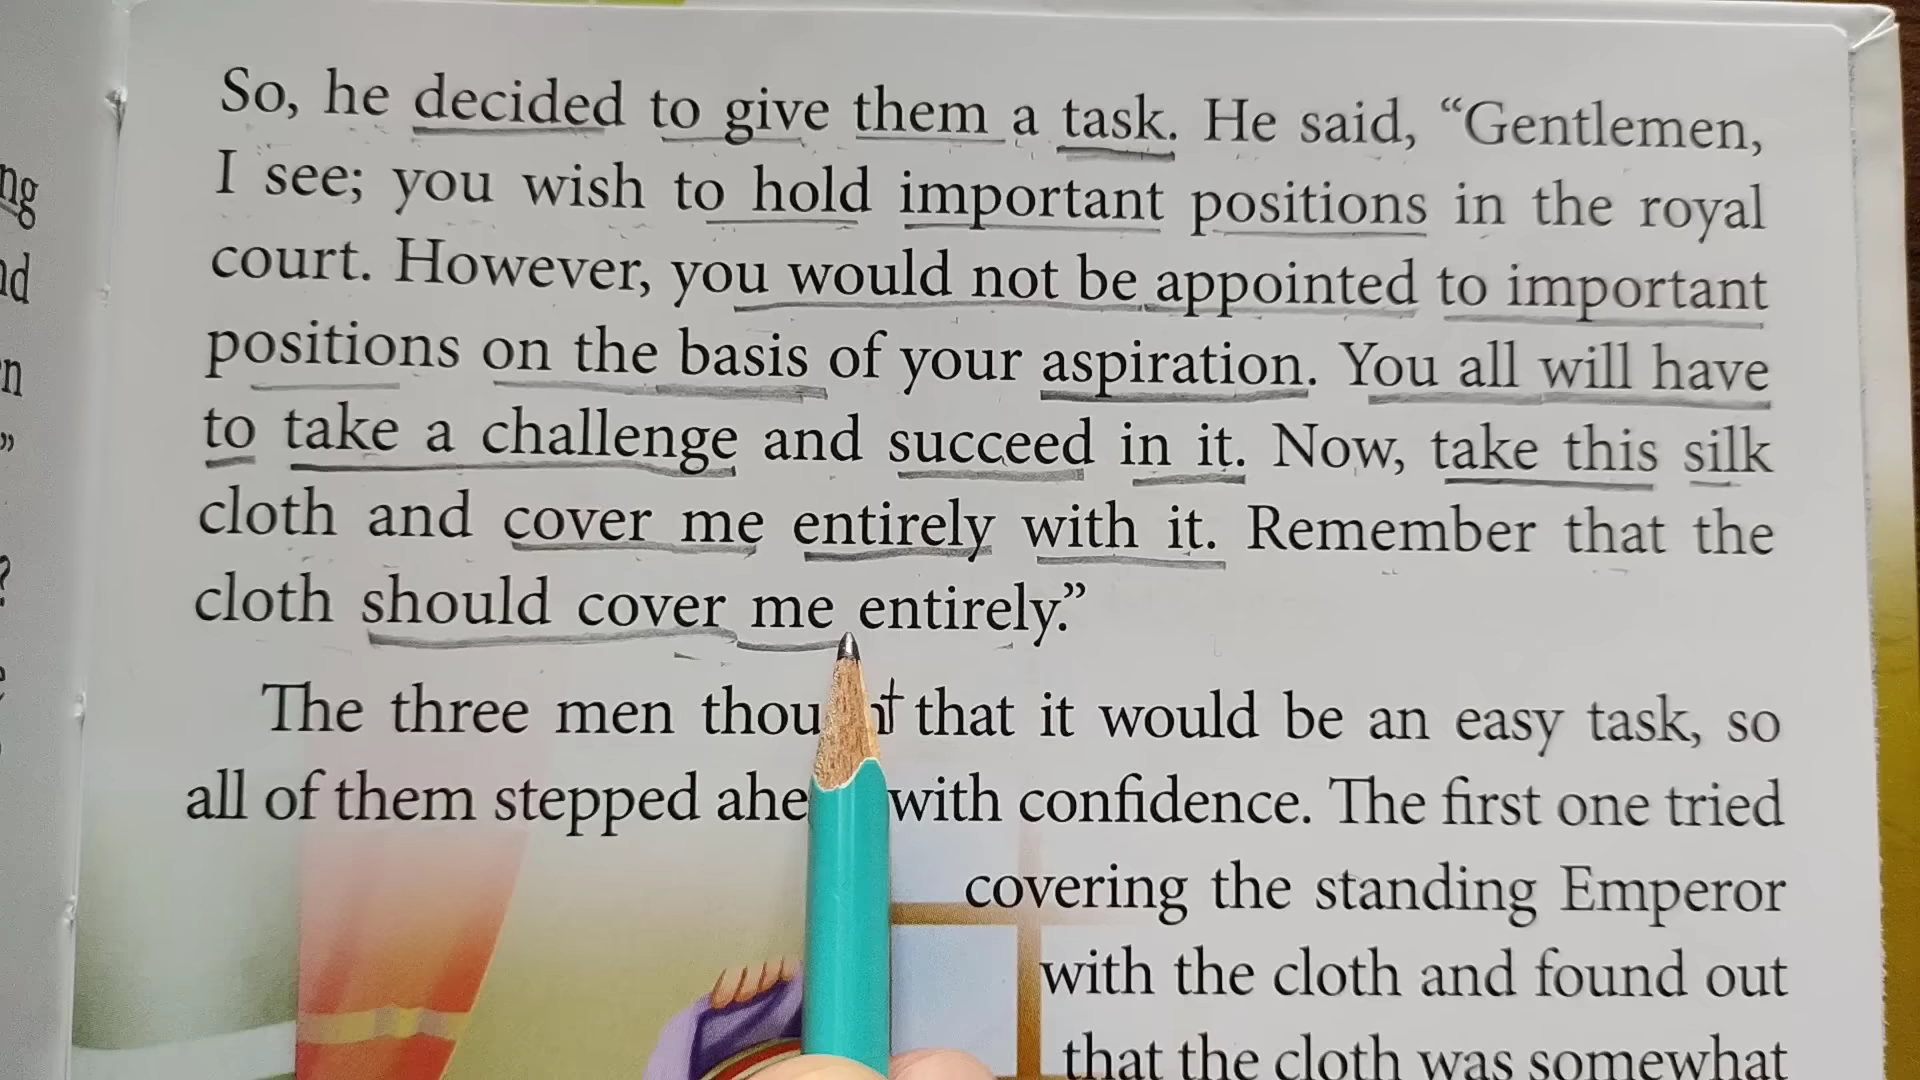 So, he decided to give them a task. He said, “Gentlemen,
I see; you wish to hold important positions in the royal
court. However, you would not be appointed to important
positions on the basis of your aspiration. You all will have
to take a challenge and succeed in it. Now, take this silk
cloth and cover me entirely with it. Remember that the
cloth should cover me entirely.”
The three men that it would be an easy task, so
all of them stepped with confidence. The first one tried
covering the standing Emperor
with the cloth and found out
that the cloth was somewhat